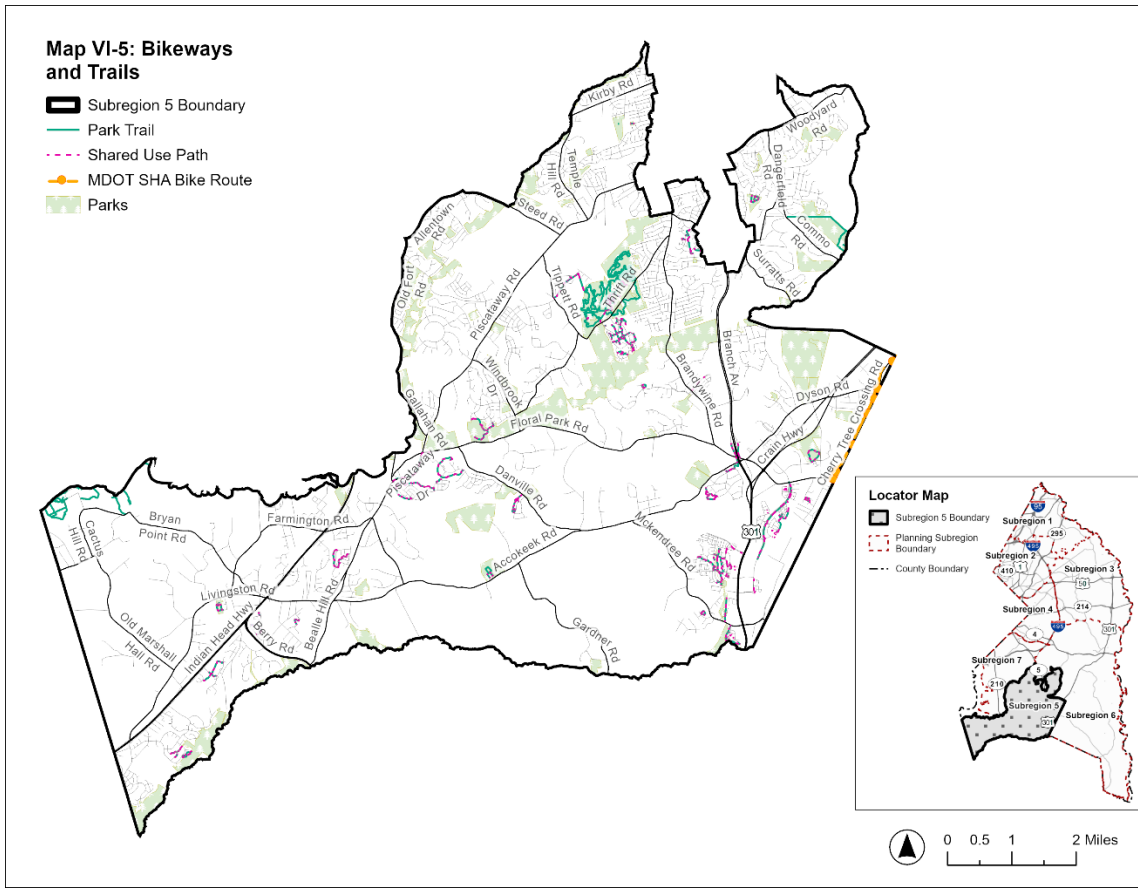 Map VI-5: Bikeways
and Trails
Subregion 5 Boundary
Park Trail
Shared Use Path
MDOT SHA Bike Route
Parks
Kirby Rd
Temple
Hill Rd
Steed Rd
Allentown
Rd
Old Fort
Rd
Piscataway Rd
Tippett Rd
Thrift Rd
Woodyard
Rd
Dangerfield
Rd
Commo
Rd
Surratts Rd
Windbrook
Dr
Gallahan Rd
Floral Park Rd
Brandywine Rd
Branch Av
Dyson Rd
Crain Hwy
Cherry Tree Crossing Rd
Piscataway
Dr
Danville Rd
Farmington Rd
Bryan
Point Rd
Cactus
Hill Rd
Accokeek Rd
Mckendree Rd
301
Livingston Rd
Old Marshall
Hall Rd
Indian Head Hwy
Berry Rd
Bealle Hill Rd
Gardner Rd
Locator Map
Subregion 5 Boundary
Planning Subregion
Boundary
County Boundary
95
Subregion 1
295
Subregion 2
495
410
1
Subregion 3
50
Subregion 4
214
495
4
301
Subregion 7
5
210
Subregion 5
301
Subregion 6
0 0.5 1 2 Miles